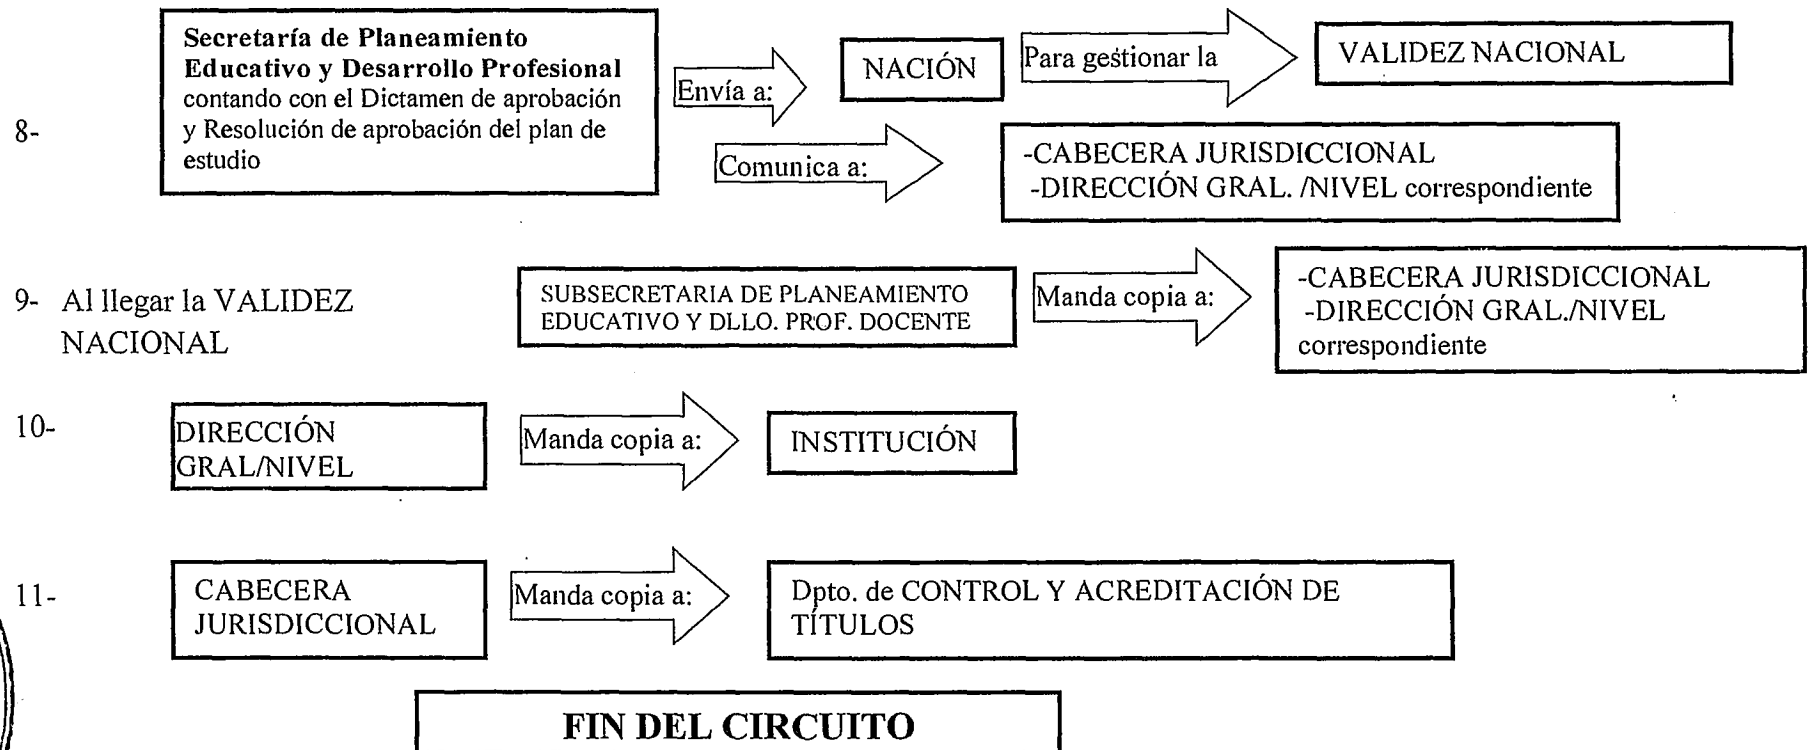 8-
Secretaría de Planeamiento
Educativo y Desarrollo Profesional
contando con el Dictamen de aprobación
y Resolución de aprobación del plan de
estudio
Envía a:
NACIÓN
Para gestionar la
VALIDEZ NACIONAL
Comunica a:
-CABECERA JURISDICCIONAL
-DIRECCIÓN GRAL. /NIVEL correspondiente
9- Al llegar la VALIDEZ
NACIONAL
SUBSECRETARIA DE PLANEAMIENTO
EDUCATIVO Y DLLO. PROF. DOCENTE
Manda copia a:
-CABECERA JURISDICCIONAL
-DIRECCIÓN GRAL./NIVEL
correspondiente
10-
DIRECCIÓN
GRAL/NIVEL
Manda copia a:
INSTITUCIÓN
11-
CABECERA
JURISDICCIONAL
Manda copia a:
Dpto. de CONTROL Y ACREDITACIÓN DE
TÍTULOS
FIN DEL CIRCUITO